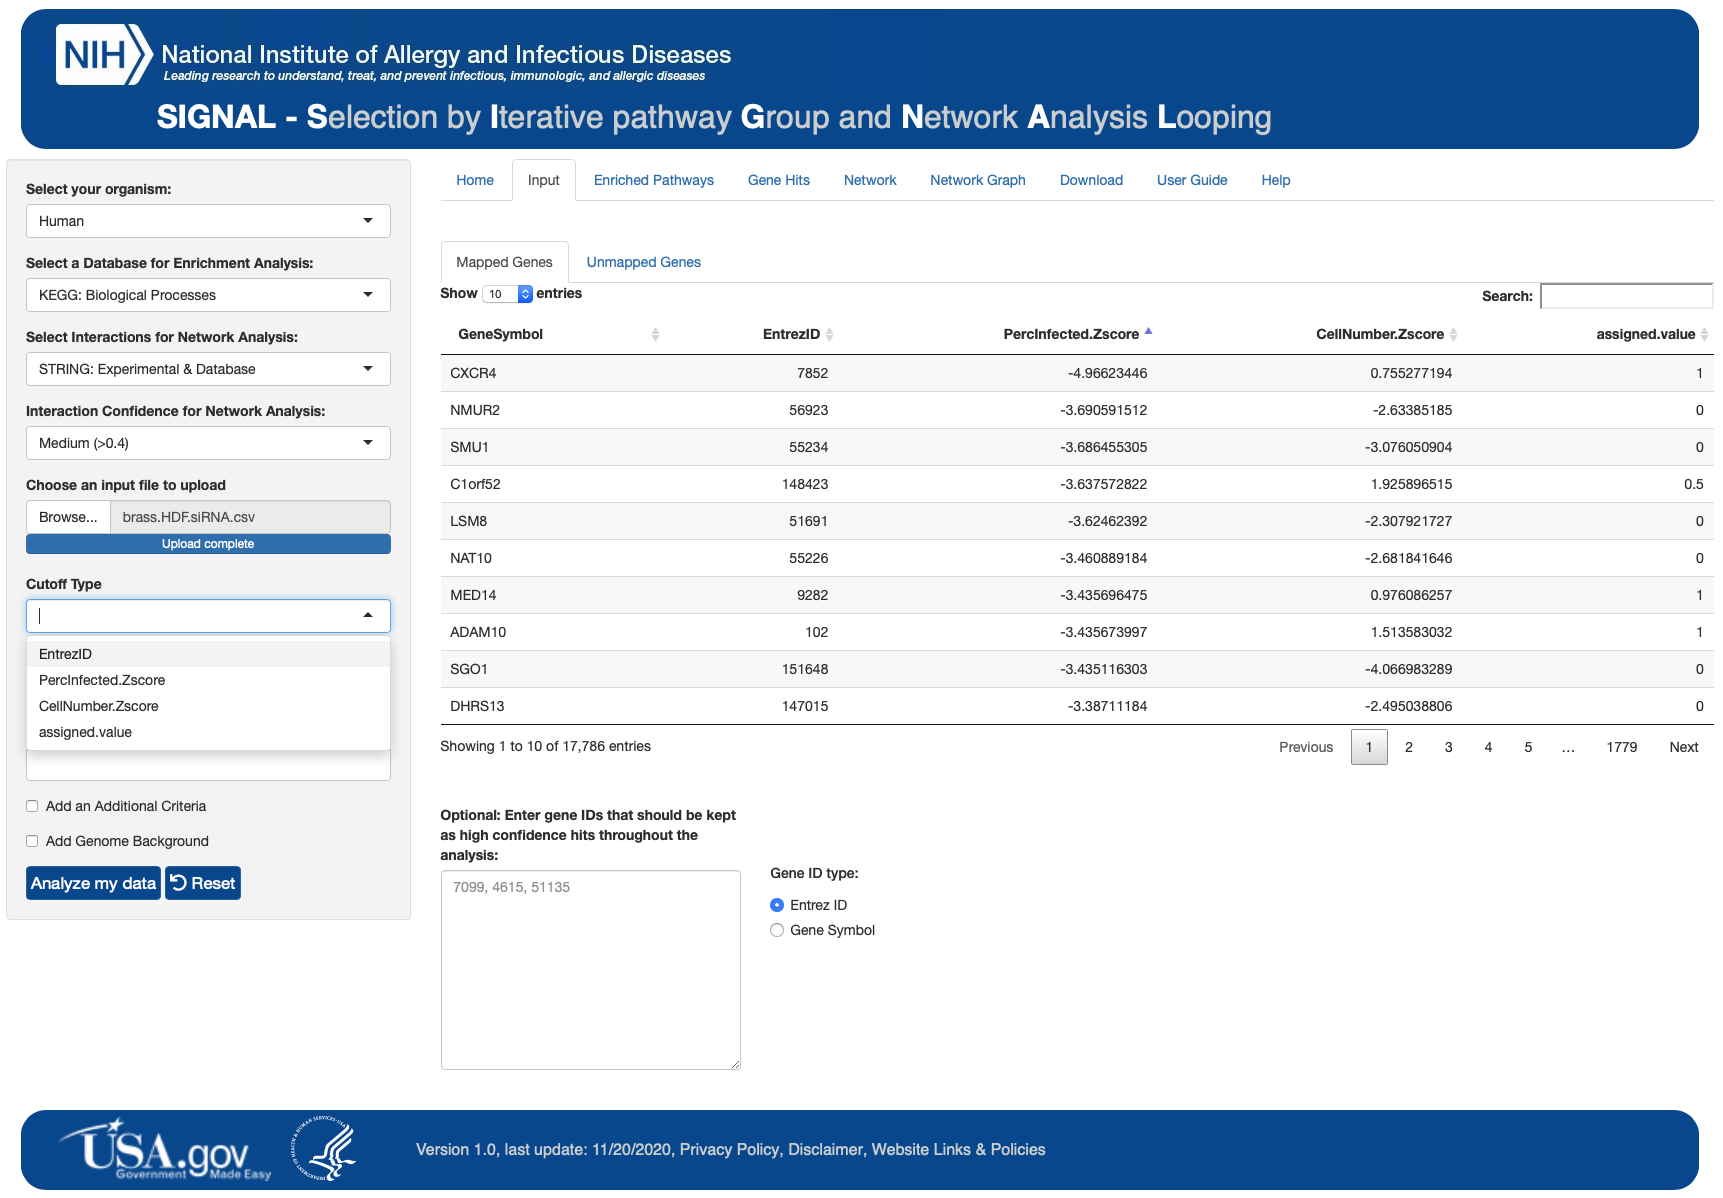 NIH National Institute of Allergy and Infectious Diseases
Leading research to understand, treat, and prevent infectious, immunologic, and allergic diseases
SIGNAL - Selection by Iterative pathway Group and Network Analysis Looping
Select your organism:
Human
Select a Database for Enrichment Analysis:
KEGG: Biological Processes
Select Interactions for Network Analysis:
STRING: Experimental & Database
Interaction Confidence for Network Analysis:
Medium (>0.4)
Choose an input file to upload
Browse... brass.HDF.siRNA.csv
Upload complete
Cutoff Type
EntrezID
PercInfected.Zscore
CellNumber.Zscore
assigned.value
Add an Additional Criteria
Add Genome Background
Analyze my data Reset
Home Input Enriched Pathways Gene Hits Network Network Graph Download User Guide Help
Mapped Genes Unmapped Genes
Show 10 entries Search:
GeneSymbol EntrezID PercInfected.Zscore CellNumber.Zscore assigned.value
CXCR4 7852 -4.96623446 0.755277194 1
NMUR2 56923 -3.690591512 -2.63385185 0
SMU1 55234 -3.686455305 -3.076050904 0
C1orf52 148423 -3.637572822 1.925896515 0.5
LSM8 51691 -3.62462392 -2.307921727 0
NAT10 55226 -3.460889184 -2.681841646 0
MED14 9282 -3.435696475 0.976086257 1
ADAM10 102 -3.435673997 1.513583032 1
SGO1 151648 -3.435116303 -4.066983289 0
DHRS13 147015 -3.38711184 -2.495038806 0
Showing 1 to 10 of 17,786 entries Previous 1 2 3 4 5 … 1779 Next
Optional: Enter gene IDs that should be kept
as high confidence hits throughout the
analysis:
7099, 4615, 51135
Gene ID type:
Entrez ID
Gene Symbol
USA.gov
Government Made Easy
DEPARTMENT OF HEALTH & HUMAN SERVICES·USA
Version 1.0, last update: 11/20/2020, Privacy Policy, Disclaimer, Website Links & Policies